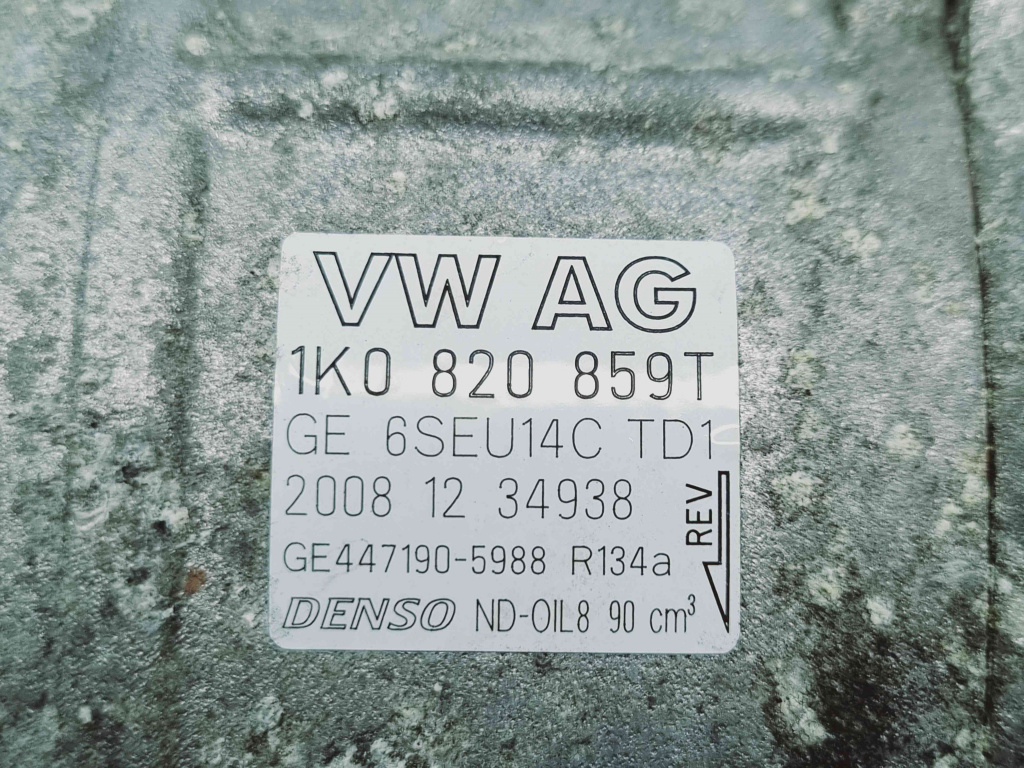 VW AG
1K0 820 859T
GE 6SEU14C TD1
2008 12 34938
REV
GE447190-5988 R134a
DENSO ND-OIL8 90 cm³